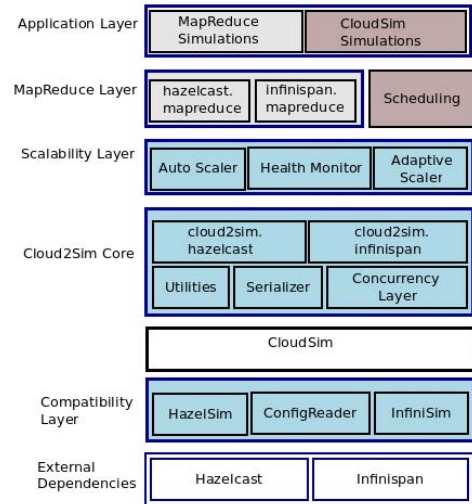 Application Layer
MapReduce
Simulations
CloudSim
Simulations
MapReduce Layer
hazelcast.
mapreduce
infinispan.
mapreduce
Scheduling
Scalability Layer
Auto Scaler
Health Monitor
Adaptive
Scaler
Cloud2Sim Core
cloud2sim.
hazelcast
cloud2sim.
infinispan
Utilities
Serializer
Concurrency
Layer
CloudSim
Compatibility
Layer
HazelSim
ConfigReader
InfiniSim
External
Dependencies
Hazelcast
Infinispan